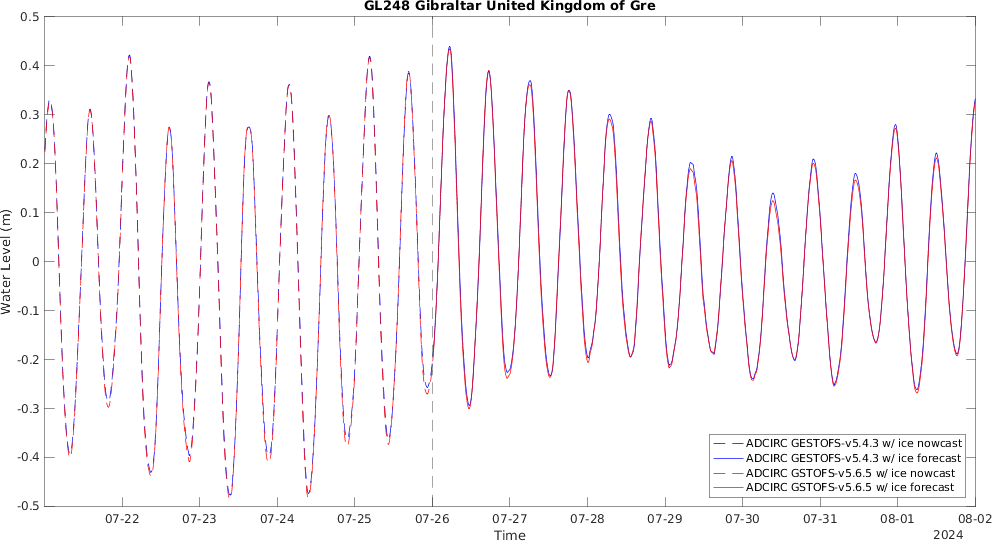 GL248 Gibraltar United Kingdom of Gre
0.5
0.4
0.3
0.2
0.1
0
-0.1
-0.2
-0.3
-0.4
-0.5
Water Level (m)
ADCIRC GESTOFS-v5.4.3 w/ ice nowcast
ADCIRC GESTOFS-v5.4.3 w/ ice forecast
ADCIRC GSTOFS-v5.6.5 w/ ice nowcast
ADCIRC GSTOFS-v5.6.5 w/ ice forecast
07-22 07-23 07-24 07-25 07-26 07-27 07-28 07-29 07-30 07-31 08-01 08-02
Time
2024